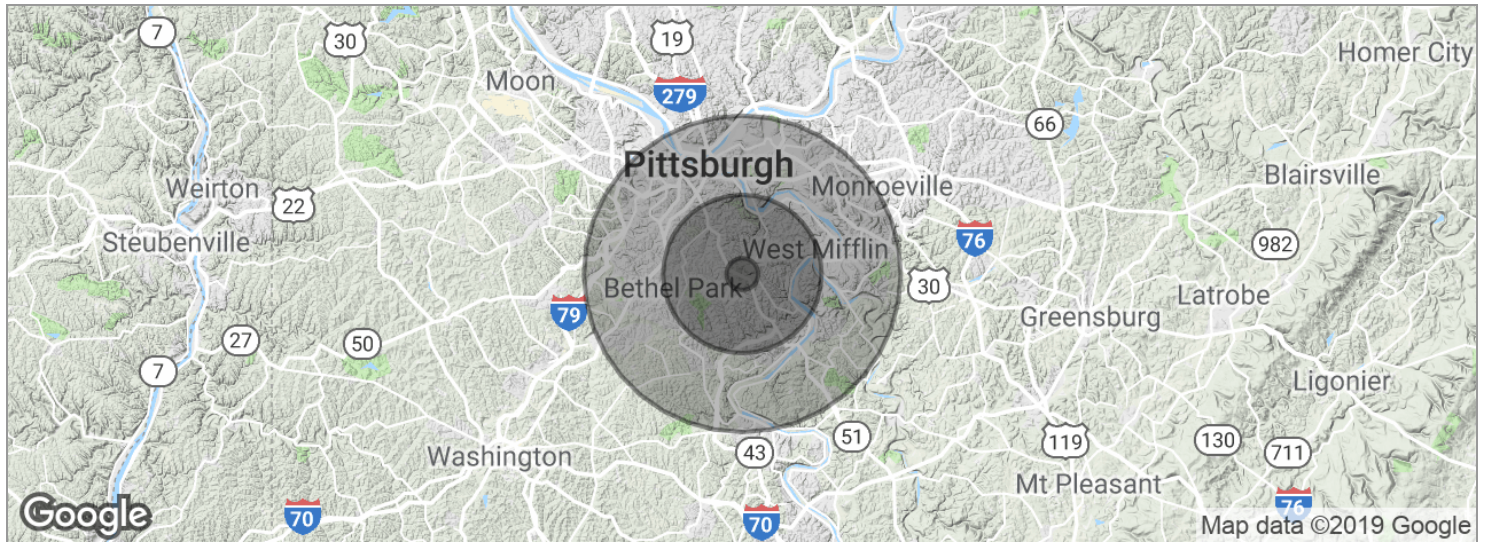 7
30
19
Homer City
Moon
279
66
Pittsburgh
Monroeville
Blairsville
Weirton
22
Steubenville
West Mifflin
76
982
Bethel Park
30
Latrobe
79
Greensburg
27
50
7
Ligonier
Washington
43
51
119
130
711
Mt Pleasant
70
70
76
Google
Map data ©2019 Google